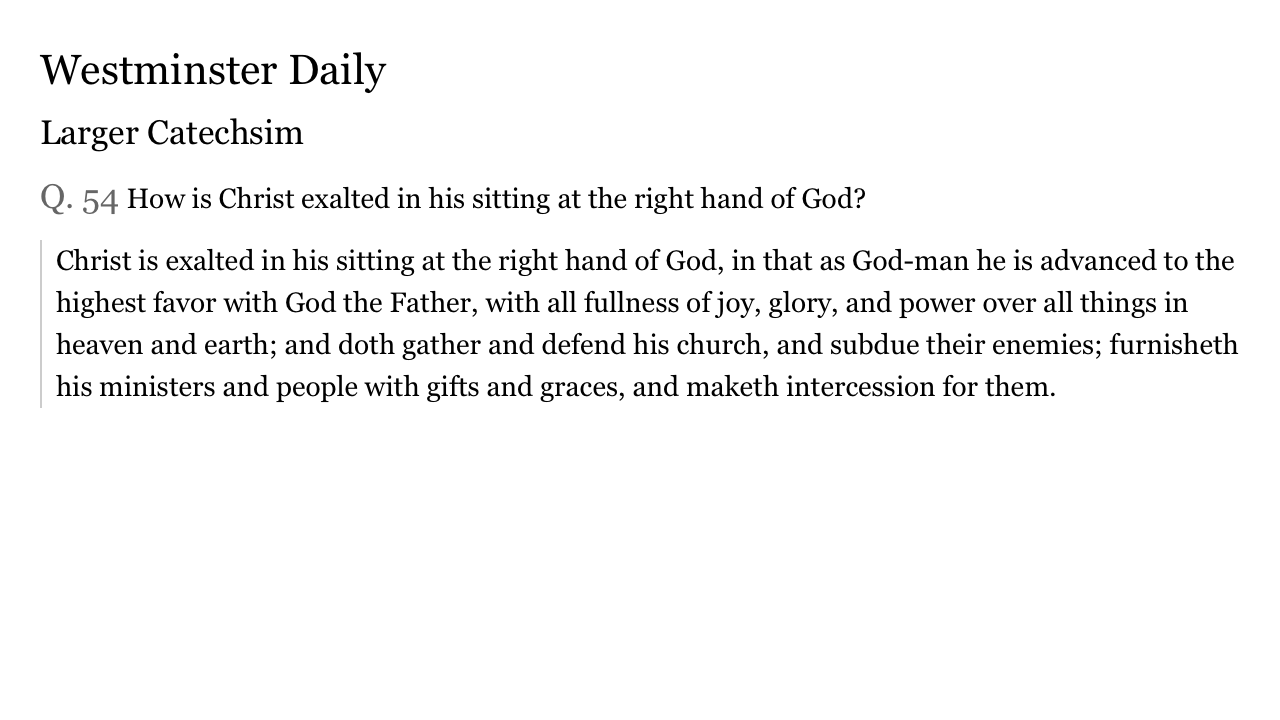 Westminster Daily
Larger Catechsim
Q. 54 How is Christ exalted in his sitting at the right hand of God?
Christ is exalted in his sitting at the right hand of God, in that as God-man he is advanced to the
highest favor with God the Father, with all fullness of joy, glory, and power over all things in
heaven and earth; and doth gather and defend his church, and subdue their enemies; furnisheth
his ministers and people with gifts and graces, and maketh intercession for them.